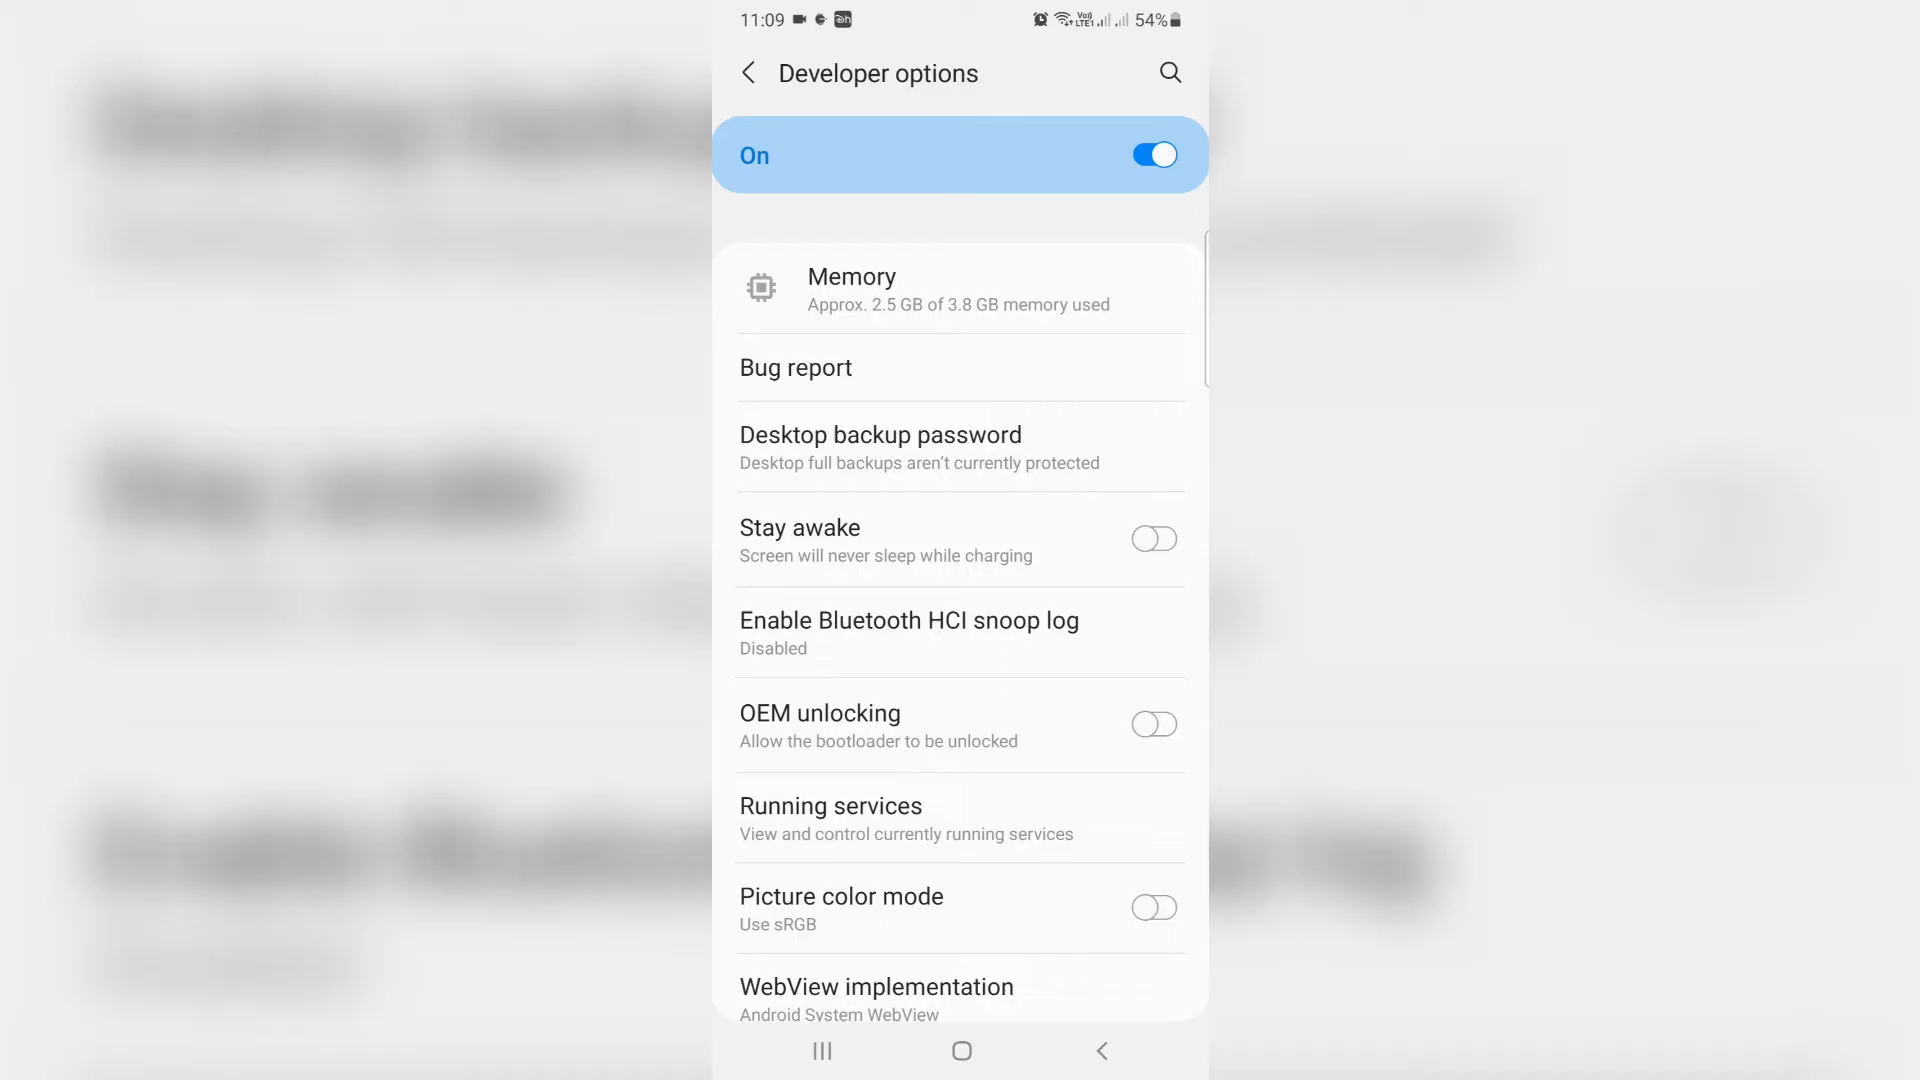 11:09 54%
Developer options
On
Memory
Approx. 2.5 GB of 3.8 GB memory used
Bug report
Desktop backup password
Desktop full backups aren’t currently protected
Stay awake
Screen will never sleep while charging
Enable Bluetooth HCI snoop log
Disabled
OEM unlocking
Allow the bootloader to be unlocked
Running services
View and control currently running services
Picture color mode
Use sRGB
WebView implementation
Android System WebView